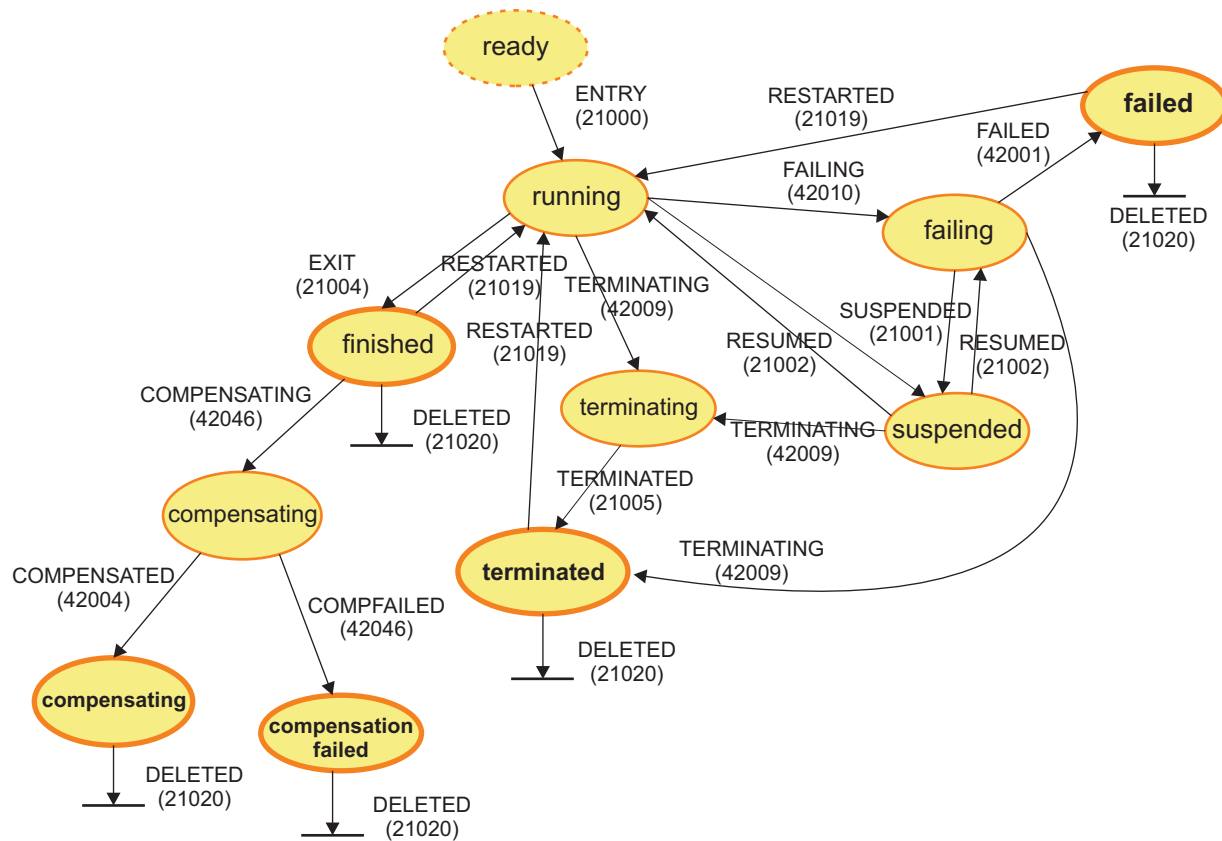 ready
ENTRY
(21000)
RESTARTED
(21019)
failed
FAILED
(42001)
DELETED
(21020)
running
FAILING
(42010)
failing
EXIT
(21004)
RESTARTED
(21019)
TERMINATING
(42009)
SUSPENDED
(21001)
RESUMED
(21002)
RESUMED
(21002)
RESTARTED
(21019)
finished
COMPENSATING
(42046)
DELETED
(21020)
terminating
TERMINATING
(42009)
suspended
TERMINATED
(21005)
compensating
terminated
TERMINATING
(42009)
COMPENSATED
(42004)
COMPFAILED
(42046)
DELETED
(21020)
compensating
compensation
failed
DELETED
(21020)
DELETED
(21020)